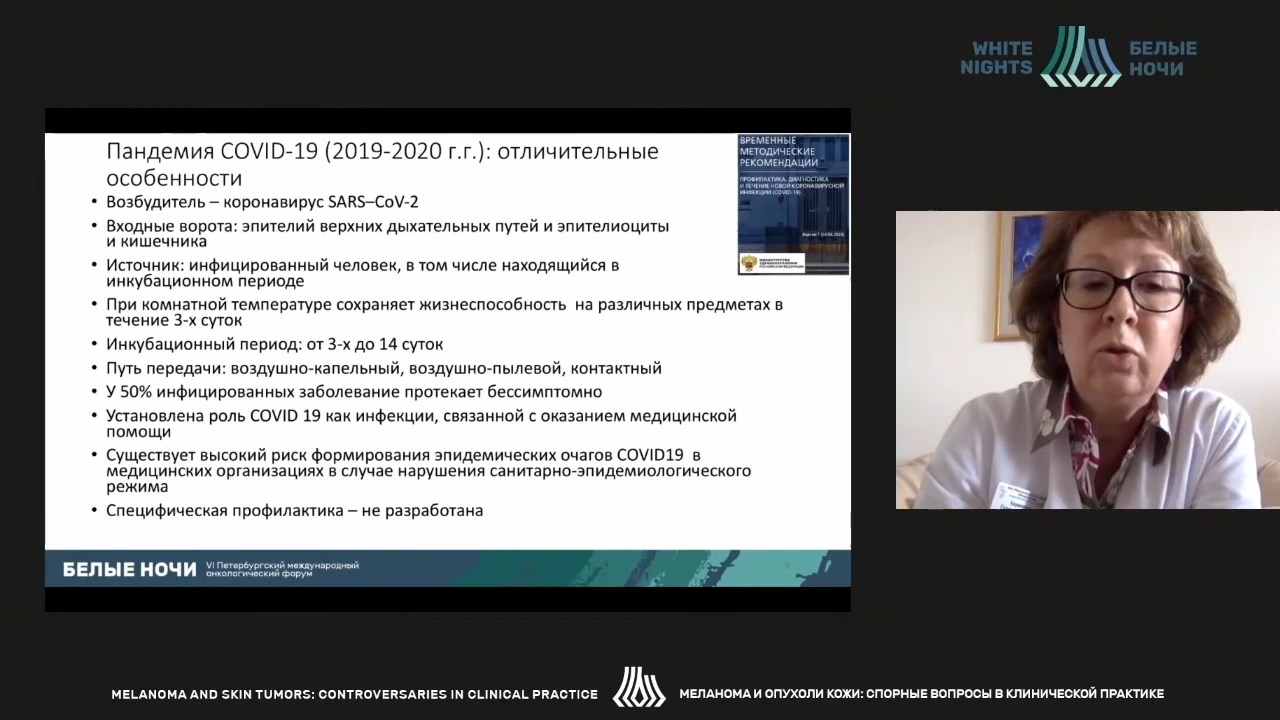 WHITE
NIGHTS
БЕЛЫЕ
НОЧИ
Пандемия COVID-19 (2019-2020 г.г.): отличительные
особенности
• Возбудитель – коронавирус SARS–CoV-2
• Входные ворота: эпителий верхних дыхательных путей и эпителиоциты
и кишечника
• Источник: инфицированный человек, в том числе находящийся в
инкубационном периоде
• При комнатной температуре сохраняет жизнеспособность на различных предметах в
течение 3-х суток
• Инкубационный период: от 3-х до 14 суток
• Путь передачи: воздушно-капельный, воздушно-пылевой, контактный
• У 50% инфицированных заболевание протекает бессимптомно
• Установлена роль COVID 19 как инфекции, связанной с оказанием медицинской
помощи
• Существует высокий риск формирования эпидемических очагов COVID19 в
медицинских организациях в случае нарушения санитарно-эпидемиологического
режима
• Специфическая профилактика – не разработана
ВРЕМЕННЫЕ
МЕТОДИЧЕСКИЕ
РЕКОМЕНДАЦИИ
ПРОФИЛАКТИКА, ДИАГНОСТИКА
И ЛЕЧЕНИЕ НОВОЙ КОРОНАВИРУСНОЙ
ИНФЕКЦИИ (COVID-19)
МИНИСТЕРСТВО
ЗДРАВООХРАНЕНИЯ
РОССИЙСКОЙ ФЕДЕРАЦИИ
БЕЛЫЕ НОЧИ
VI Петербургский международный
онкологический форум
MELANOMA AND SKIN TUMORS: CONTROVERSARIES IN CLINICAL PRACTICE
МЕЛАНОМА И ОПУХОЛИ КОЖИ: СПОРНЫЕ ВОПРОСЫ В КЛИНИЧЕСКОЙ ПРАКТИКЕ